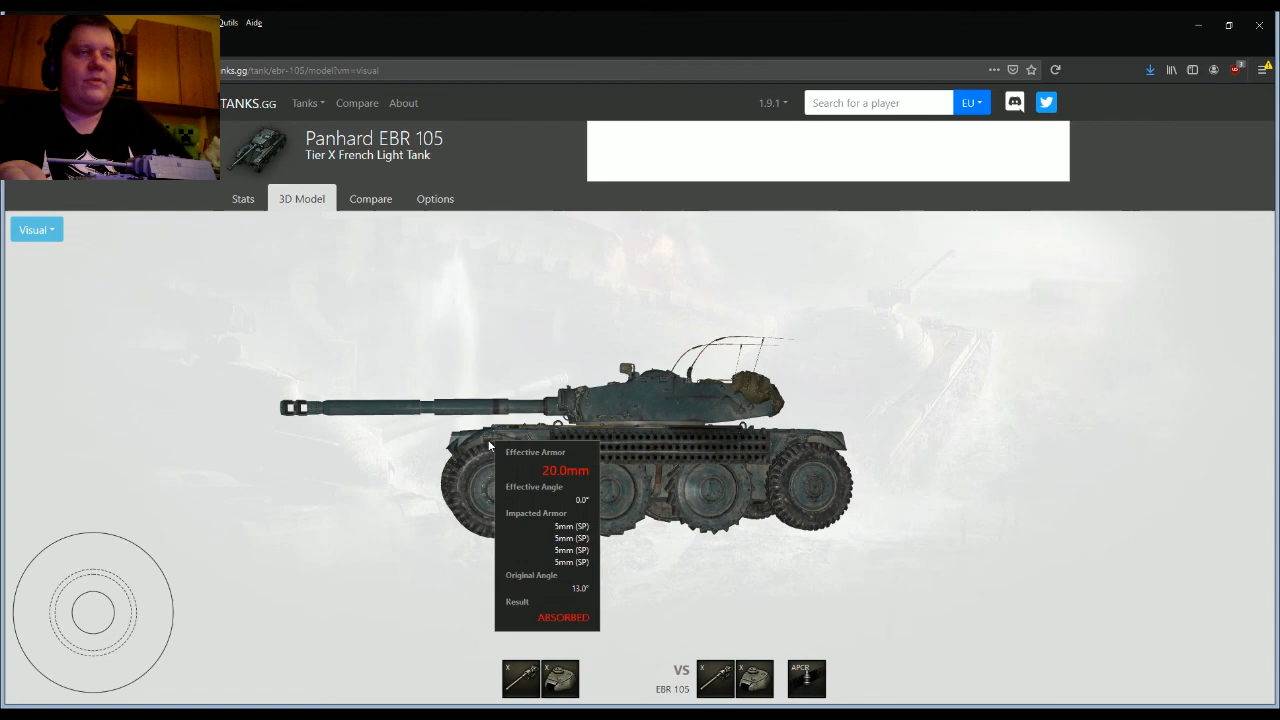 Outils Aide
nks.gg/tank/ebr-105/model?vm=visual
TANKS.GG Tanks Compare About 1.9.1 Search for a player EU
Panhard EBR 105
Tier X French Light Tank
Stats 3D Model Compare Options
Visual
Effective Armor
20.0mm
Effective Angle
0.0°
Impacted Armor
5mm (SP)
5mm (SP)
5mm (SP)
5mm (SP)
Original Angle
13.0°
Result
ABSORBED
X X VS X X APCR
EBR 105